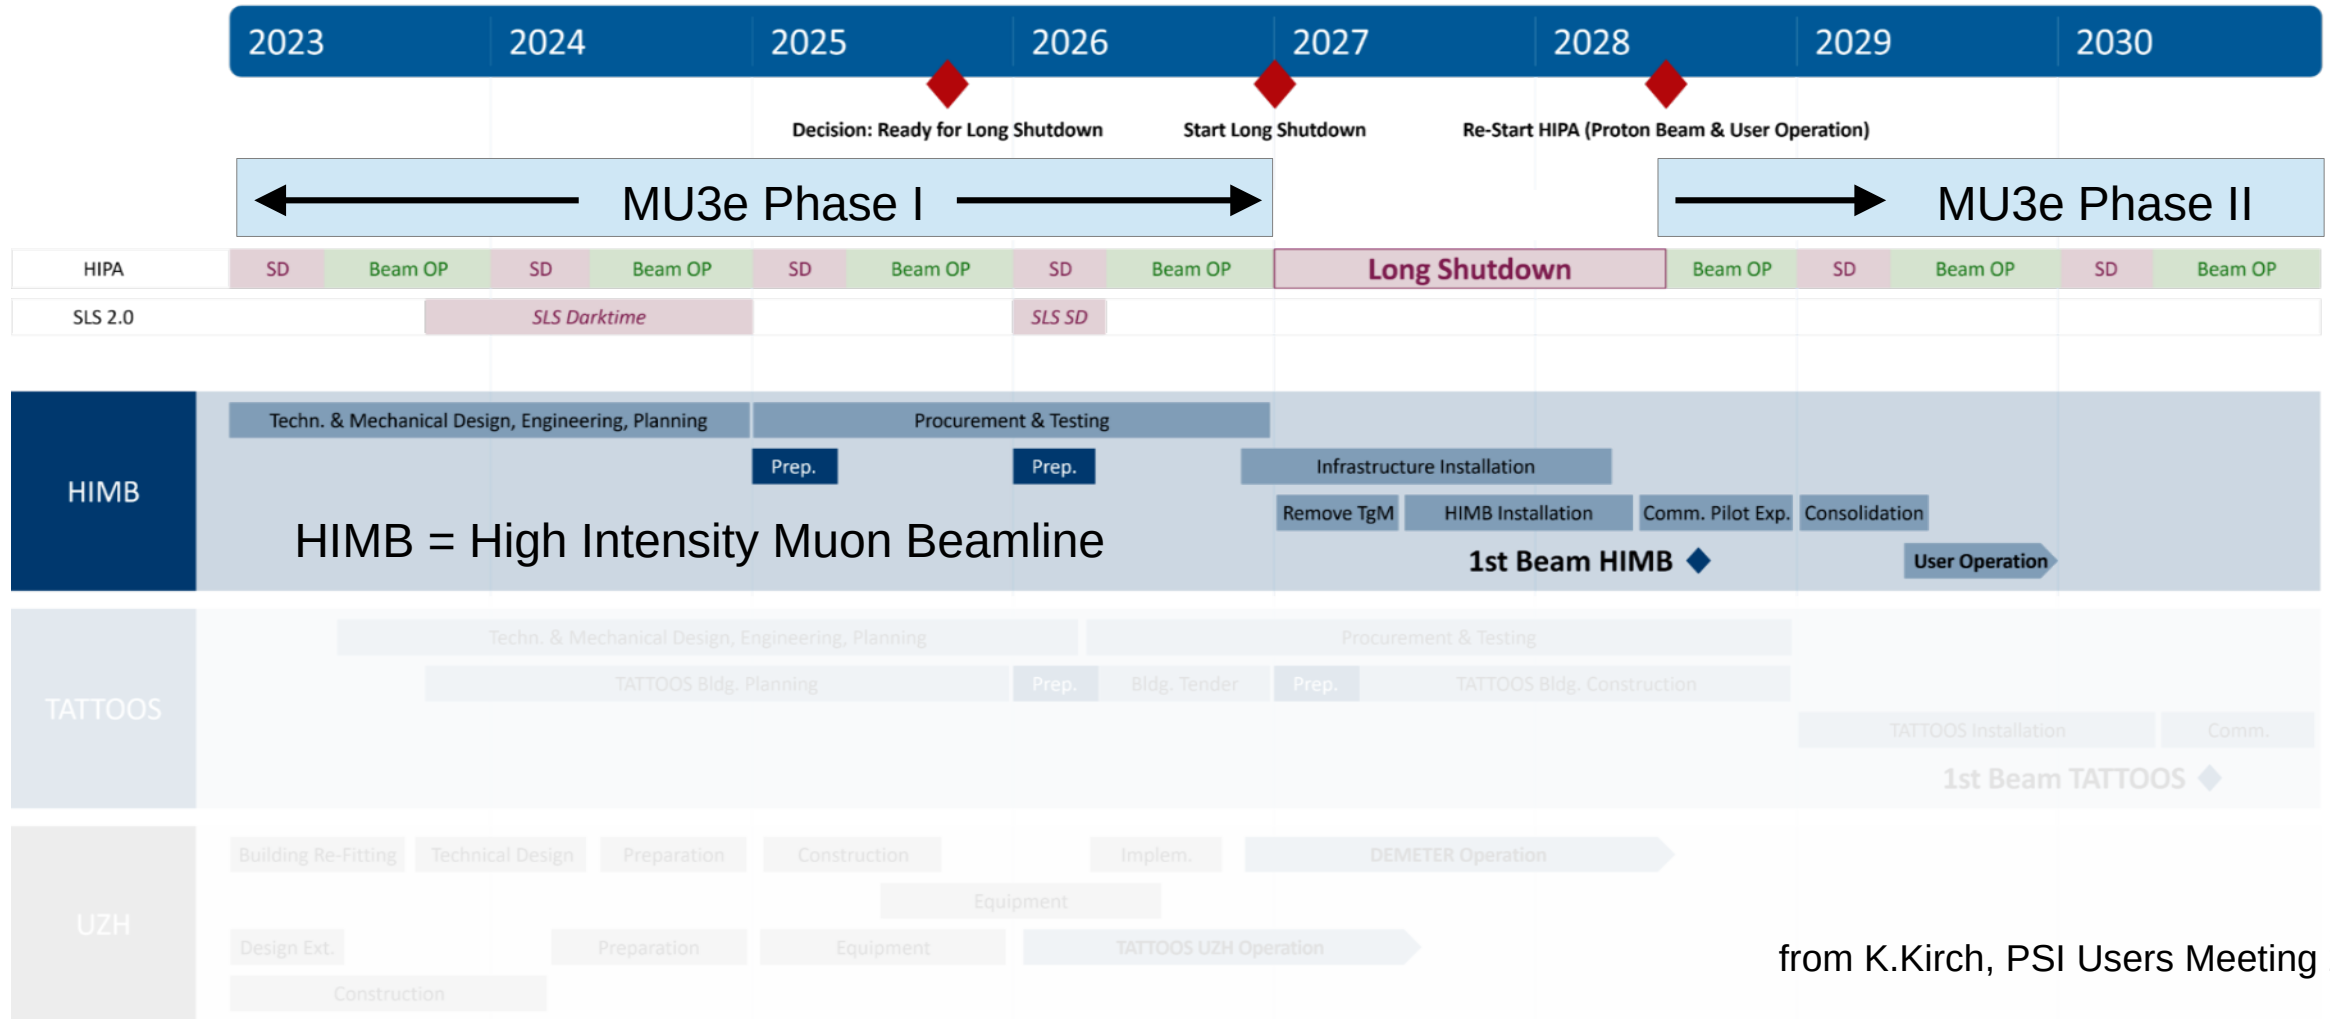 2023 2024 2025 2026 2027 2028 2029 2030
Decision: Ready for Long Shutdown Start Long Shutdown Re-Start HIPA (Proton Beam & User Operation)
MU3e Phase I MU3e Phase II
HIPA SD Beam OP SD Beam OP SD Beam OP SD Beam OP Long Shutdown Beam OP SD Beam OP SD Beam OP
SLS 2.0 SLS Darktime SLS SD
Techn. & Mechanical Design, Engineering, Planning Procurement & Testing
Prep. Prep. Infrastructure Installation
HIMB
Remove TgM HIMB Installation Comm. Pilot Exp. Consolidation
HIMB = High Intensity Muon Beamline
1st Beam HIMB User Operation
Techn. & Mechanical Design, Engineering, Planning Procurement & Testing
TATTOOS Bldg. Planning Prep. Bldg. Tender Prep. TATTOOS Bldg. Construction
TATTOOS
TATTOOS Installation Comm.
1st Beam TATTOOS
Building Re-Fitting Technical Design Preparation Construction Implem. DEMETER Operation
Equipment
UZH
Design Ext. Preparation Equipment TATTOOS UZH Operation
from K.Kirch, PSI Users Meeting
Construction